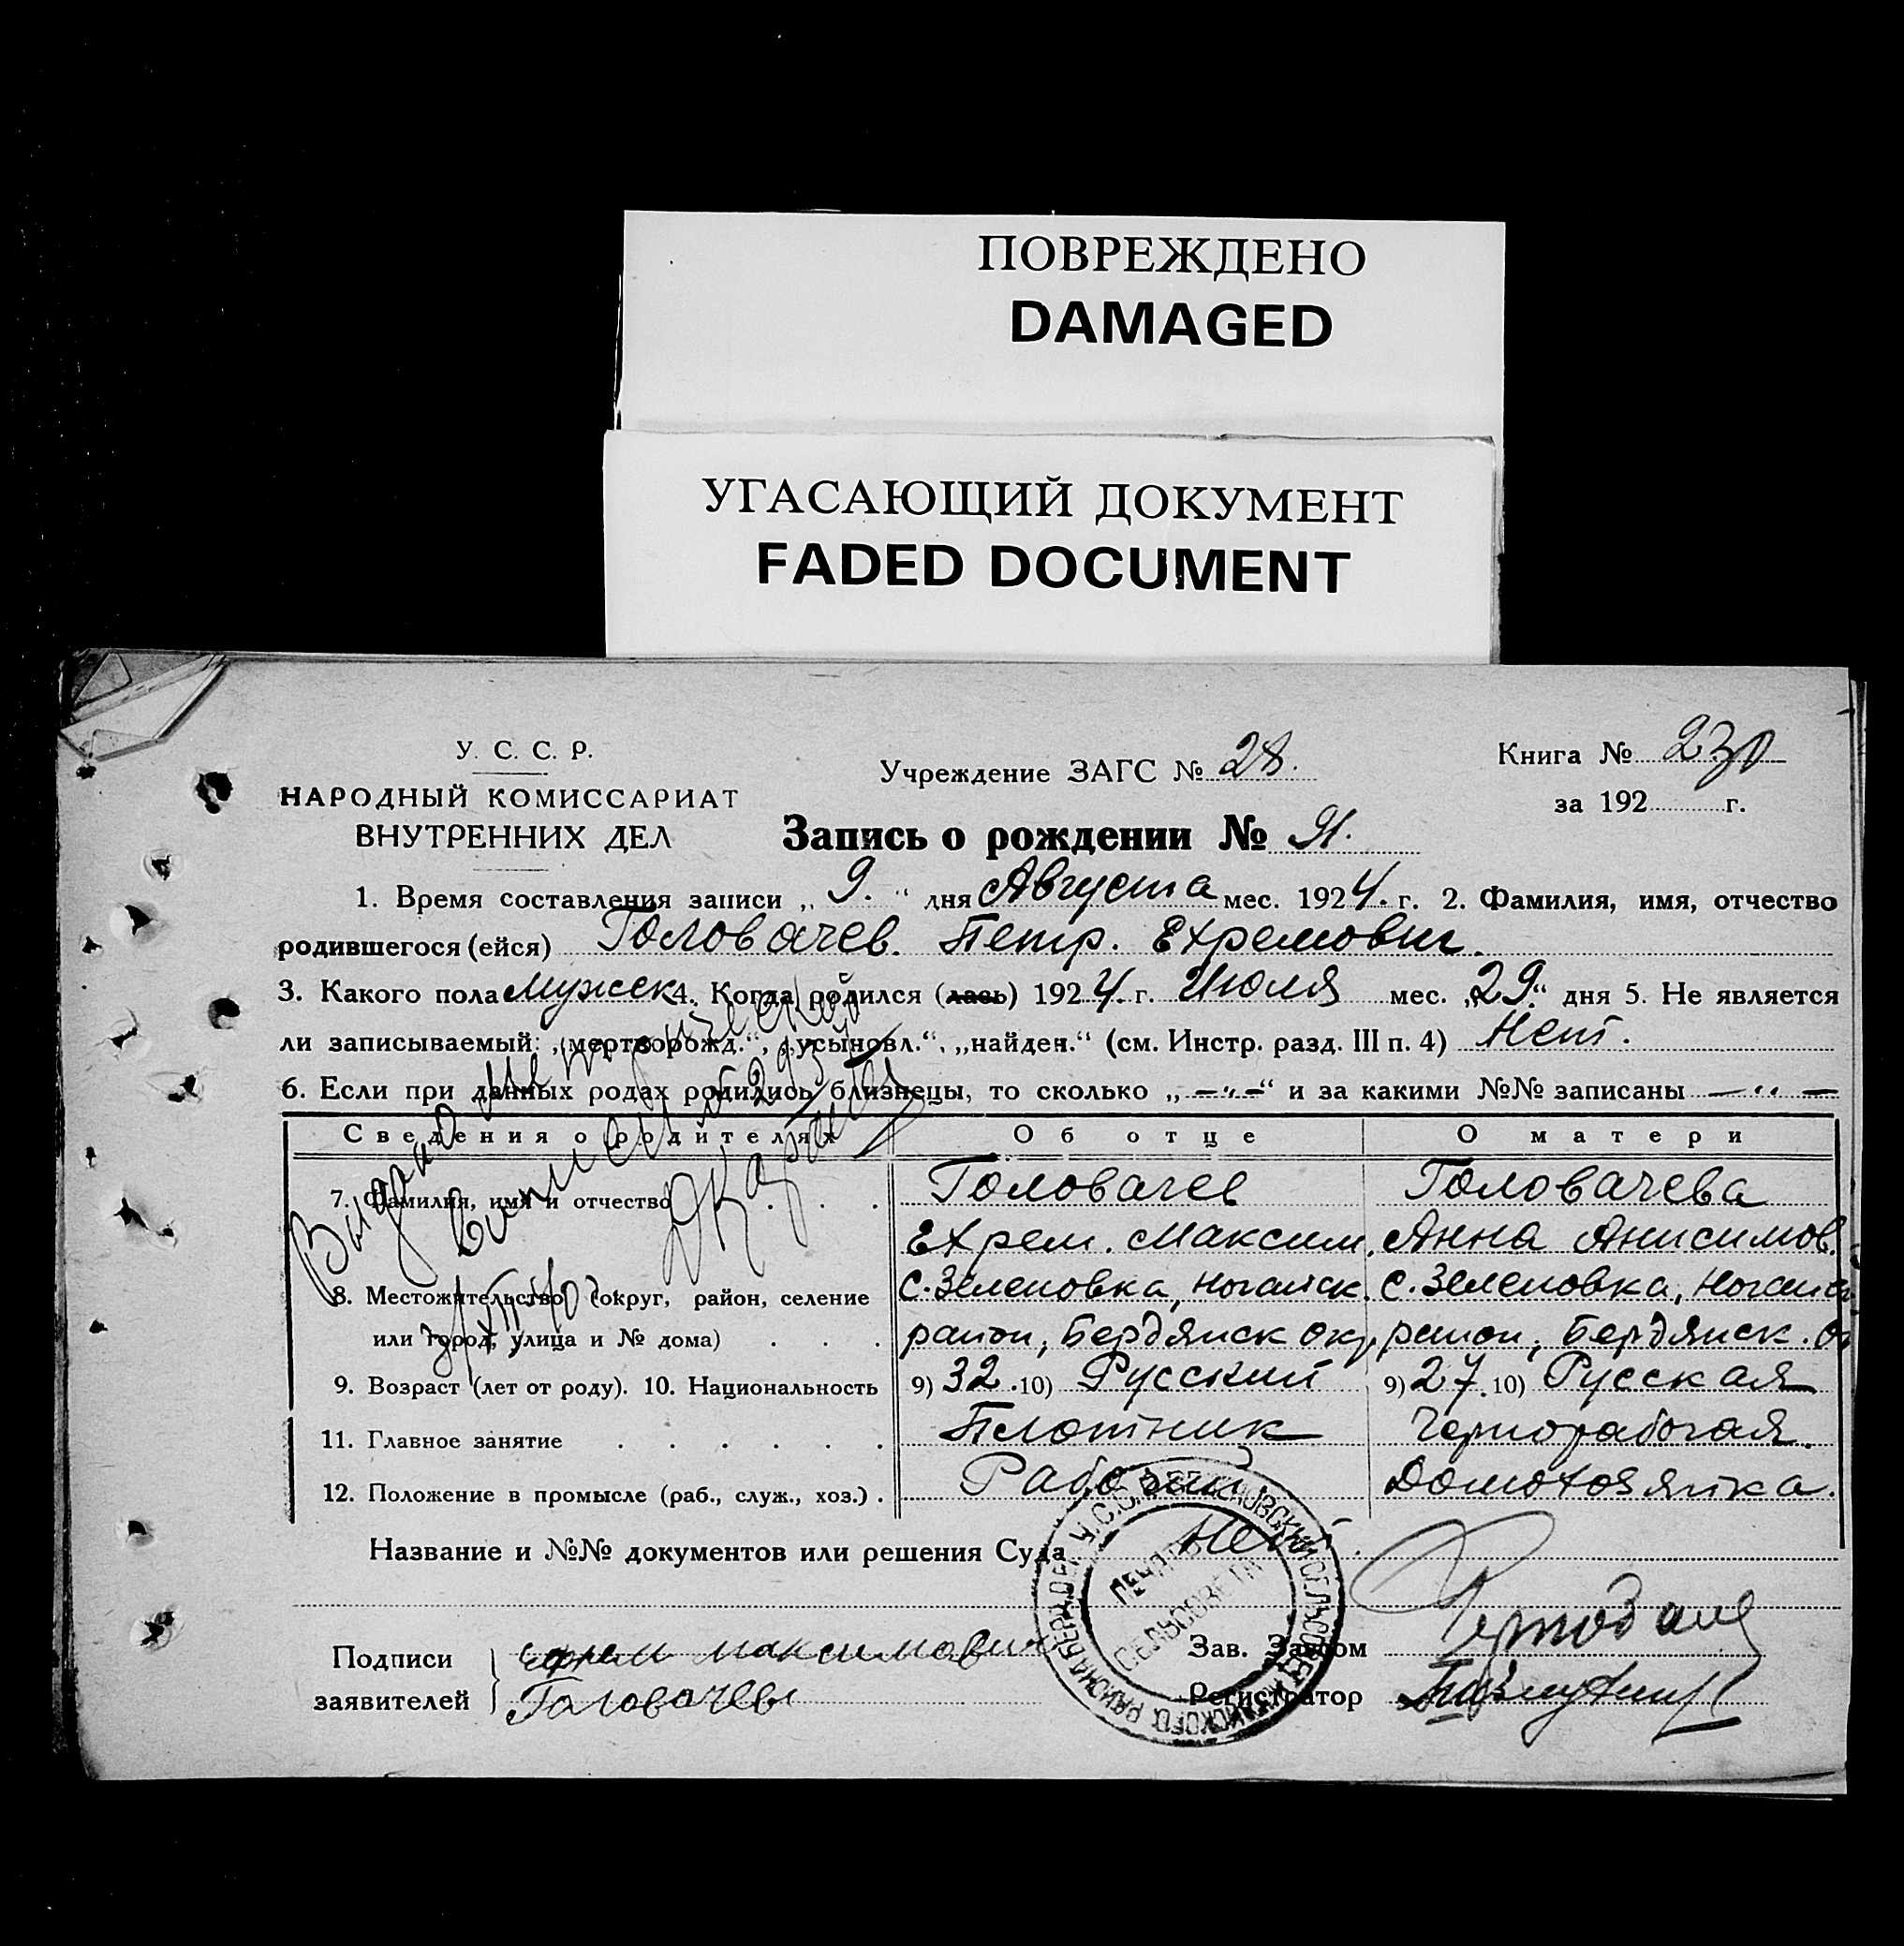 ПОВРЕЖДЕНО
DAMAGED
УГАСАЮЩИЙ ДОКУМЕНТ
FADED DOCUMENT
У. С. С. Р.
НАРОДНЫЙ КОМИССАРИАТ
ВНУТРЕННИХ ДЕЛ
Учреждение ЗАГС № 28.
Книга № 230
за 192 г.
Запись о рождении № 91.
1. Время составления записи „ 9. “ дня Августа мес. 1924. г. 2. Фамилия, имя, отчество
родившегося (ейся) Головачев. Петр. Ехремович.
3. Какого пола Мужск 4. Когда родился (лась) 1924 г. Июля мес. „29.“ дня 5. Не является
ли записываемый: „мертворожд.“, „усыновл.“, „найден.“ (см. Инстр. разд. III п. 4) Нет.
6. Если при данных родах родились близнецы, то сколько „ —„— “ и за какими №№ записаны —„—
Сведения о родителях Об отце О матери
7. Фамилия, имя и отчество Головачев Головачева
Ехрем. Максим. Анна Анисимов.
8. Местожительство (округ, район, селение с. Зеленовка, Ногайск. с. Зеленовка, Ногайск
или город, улица и № дома) район, Бердянск окр, район, Бердянск. ок
9. Возраст (лет от роду). 10. Национальность 9) 32. 10) Русский 9) 27. 10) Русская
11. Главное занятие Плотник Чернорабочая.
12. Положение в промысле (раб., служ., хоз.) Рабочий Домохозяйка.
Название и №№ документов или решения Суда Нет.
Подписи Ефрем Максимович Зав. Загсом
заявителей Головачев Регистратор
ПЕЧАТЬ
СЕЛЬСОВЕТА